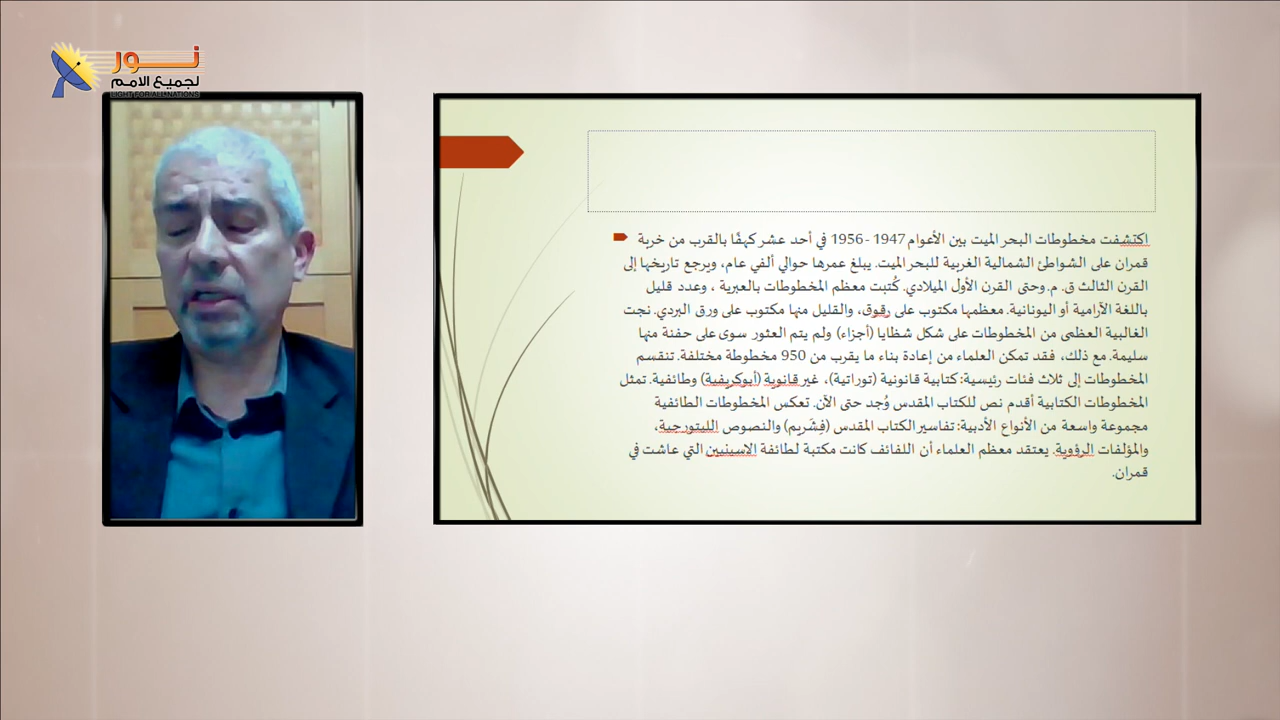 نــور
لجميع الامم
LIGHT FOR ALL NATIONS
اكتشفت مخطوطات البحر الميت بين الأعوام 1947 - 1956 في أحد عشر كهفًا بالقرب من خربة
قمران على الشواطئ الشمالية الغربية للبحر الميت. يبلغ عمرها حوالي ألفي عام، ويرجع تاريخها إلى
القرن الثالث ق. م. وحتى القرن الأول الميلادي. كُتبت معظم المخطوطات بالعبرية ، وعدد قليل
باللغة الآرامية أو اليونانية. معظمها مكتوب على رقوق، والقليل منها مكتوب على ورق البردي. نجت
الغالبية العظمى من المخطوطات على شكل شظايا (أجزاء) ولم يتم العثور سوى على حفنة منها
سليمة. مع ذلك، فقد تمكن العلماء من إعادة بناء ما يقرب من 950 مخطوطة مختلفة. تنقسم
المخطوطات إلى ثلاث فئات رئيسية: كتابية قانونية (توراتية)، غير قانوية (أبوكريفية) وطائفية. تمثل
المخطوطات الكتابية أقدم نص للكتاب المقدس وُجد حتى الآن. تعكس المخطوطات الطائفية
مجموعة واسعة من الأنواع الأدبية: تفاسير الكتاب المقدس (فِشَريم) والنصوص الليتورجية،
والمؤلفات الرؤوية. يعتقد معظم العلماء أن اللفائف كانت مكتبة لطائفة الاسينيين التي عاشت في
قمران.